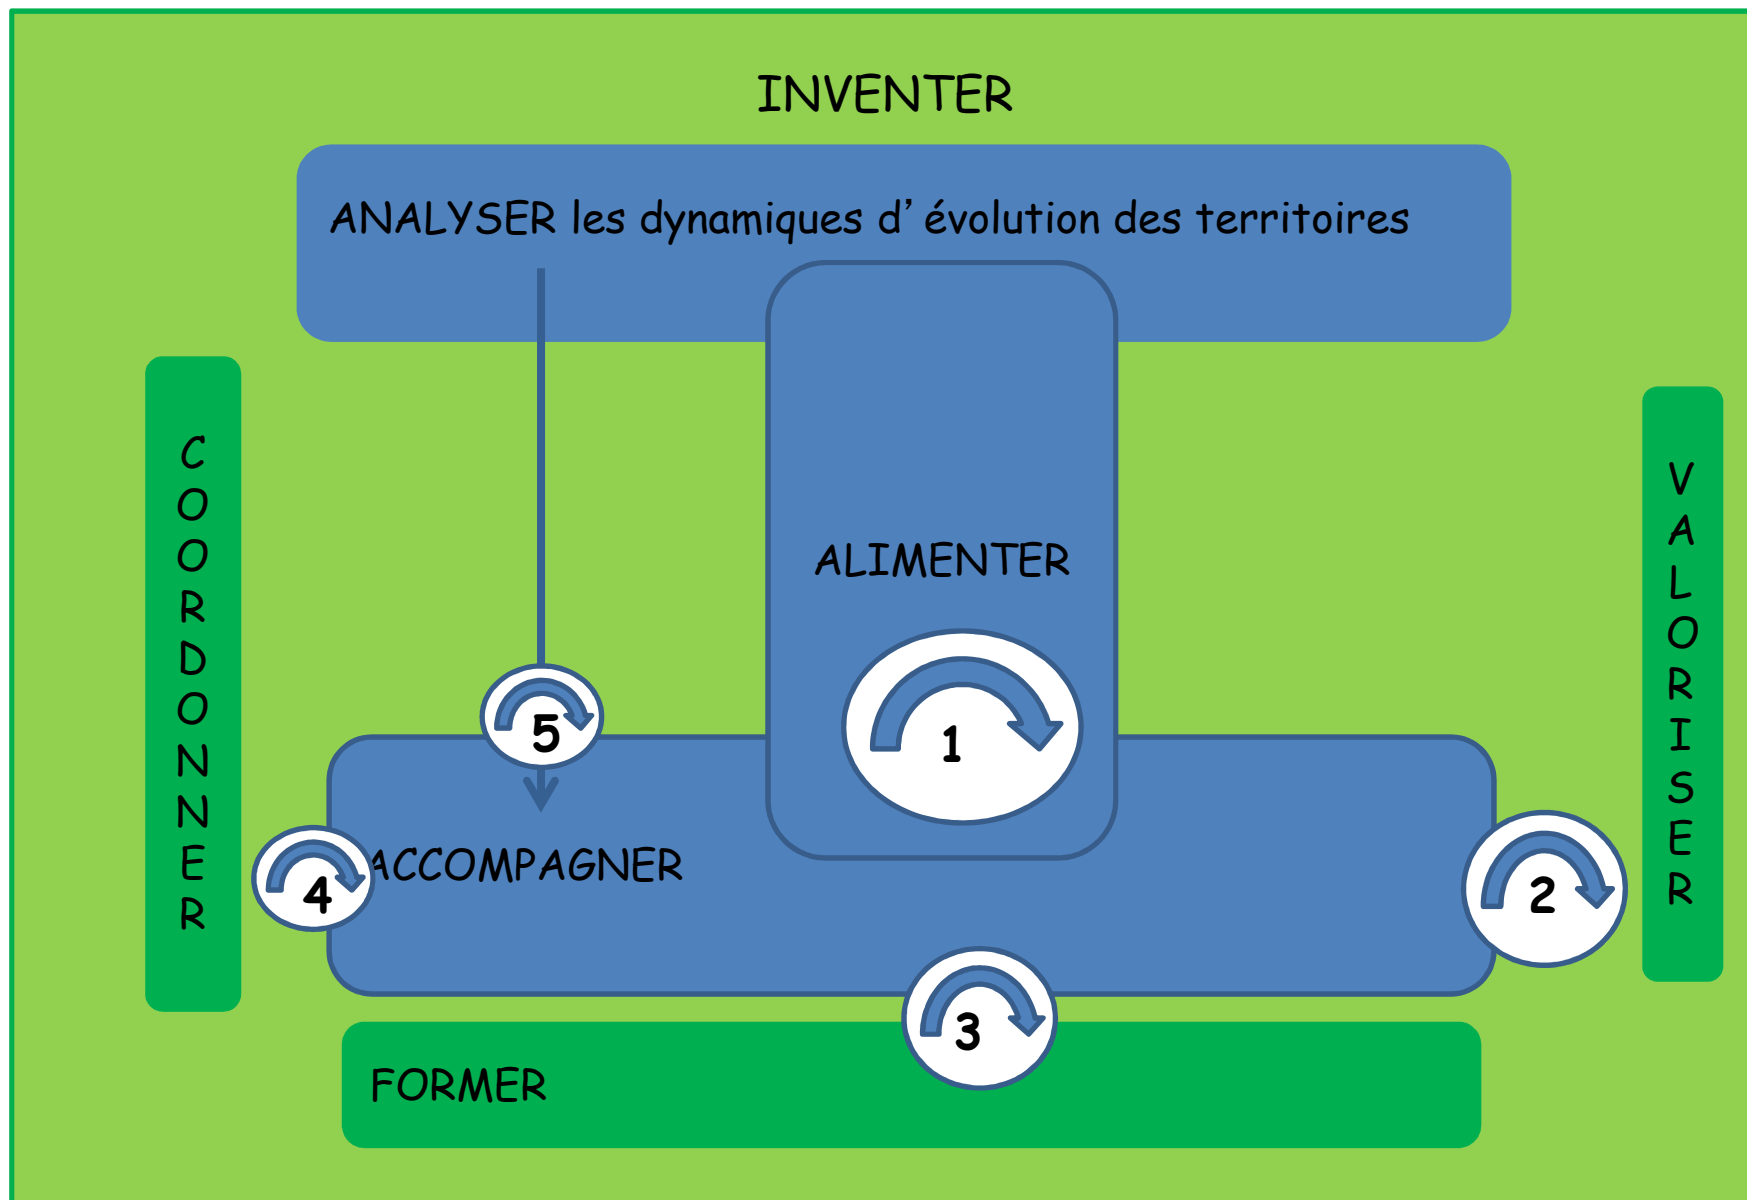 INVENTER
ANALYSER les dynamiques d’évolution des territoires
COORDONNER
VALORISER
ALIMENTER
1
5
ACCOMPAGNER
4
2
3
FORMER